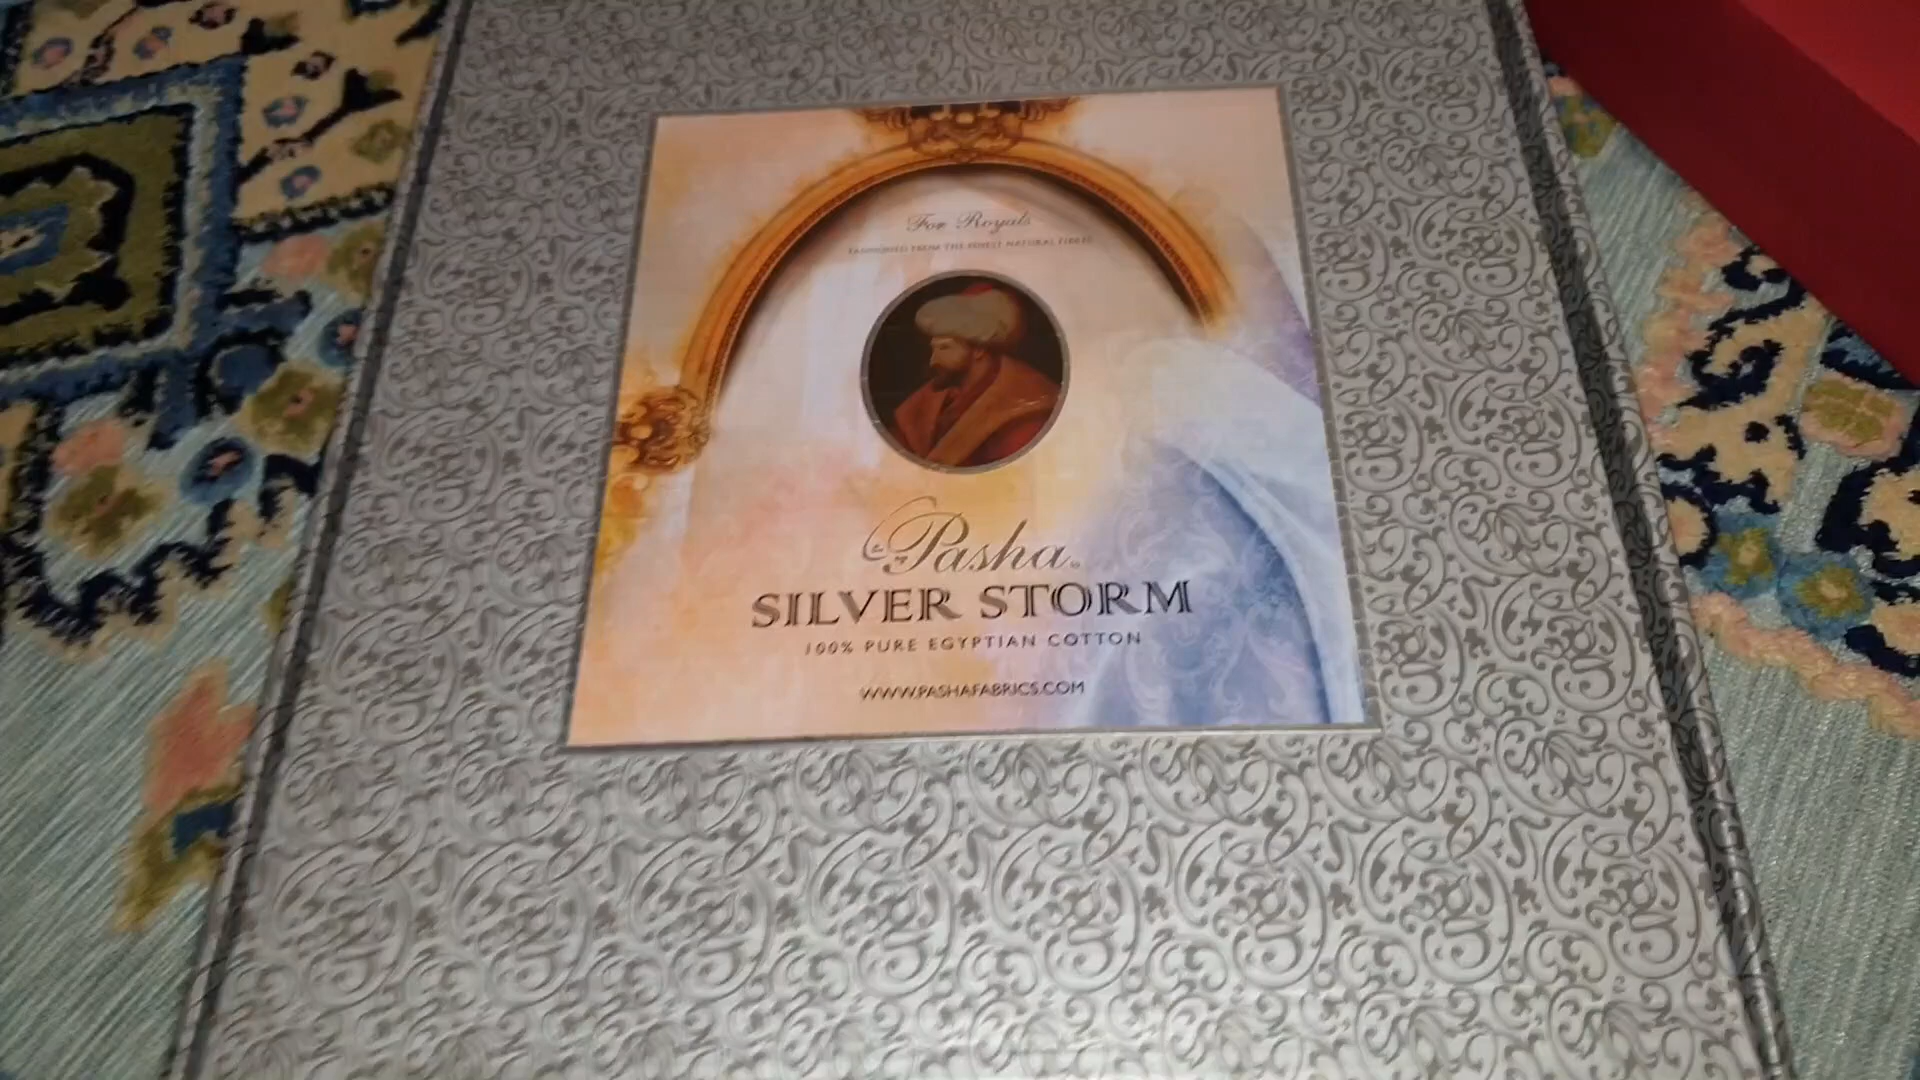 For Royals
FASHIONED FROM THE FINEST NATURAL FIBRES
Pasha
SILVER STORM
100% PURE EGYPTIAN COTTON
WWW.PASHAFABRICS.COM